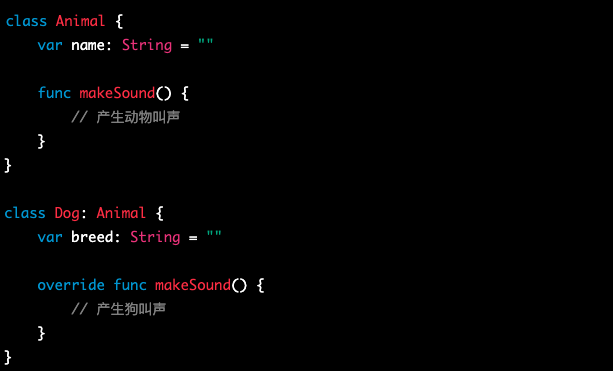 class Animal {
    var name: String = ""

    func makeSound() {
        // 产生动物叫声
    }
}

class Dog: Animal {
    var breed: String = ""

    override func makeSound() {
        // 产生狗叫声
    }
}